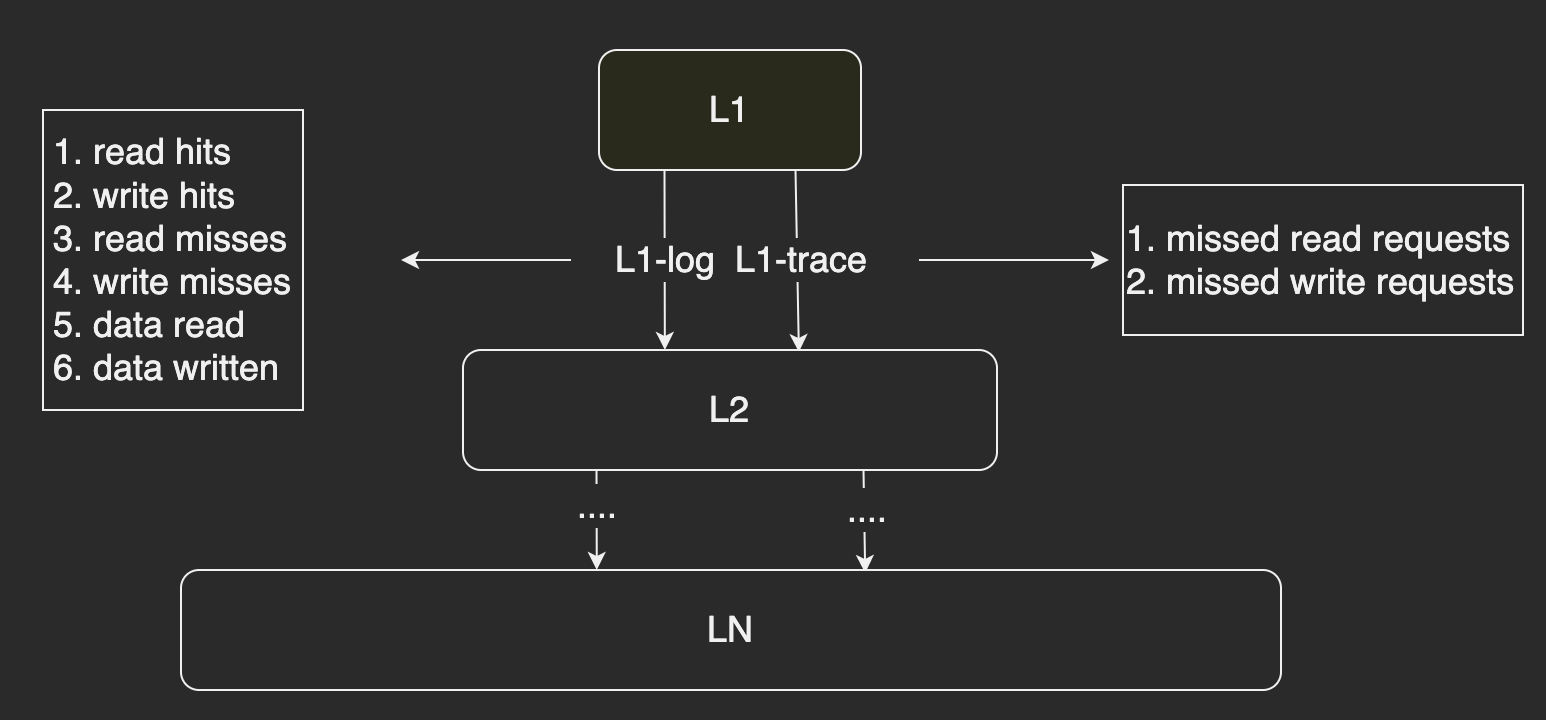 L1
1. read hits
2. write hits
3. read misses
4. write misses
5. data read
6. data written
L1-log
L1-trace
1. missed read requests
2. missed write requests
L2
....
....
LN